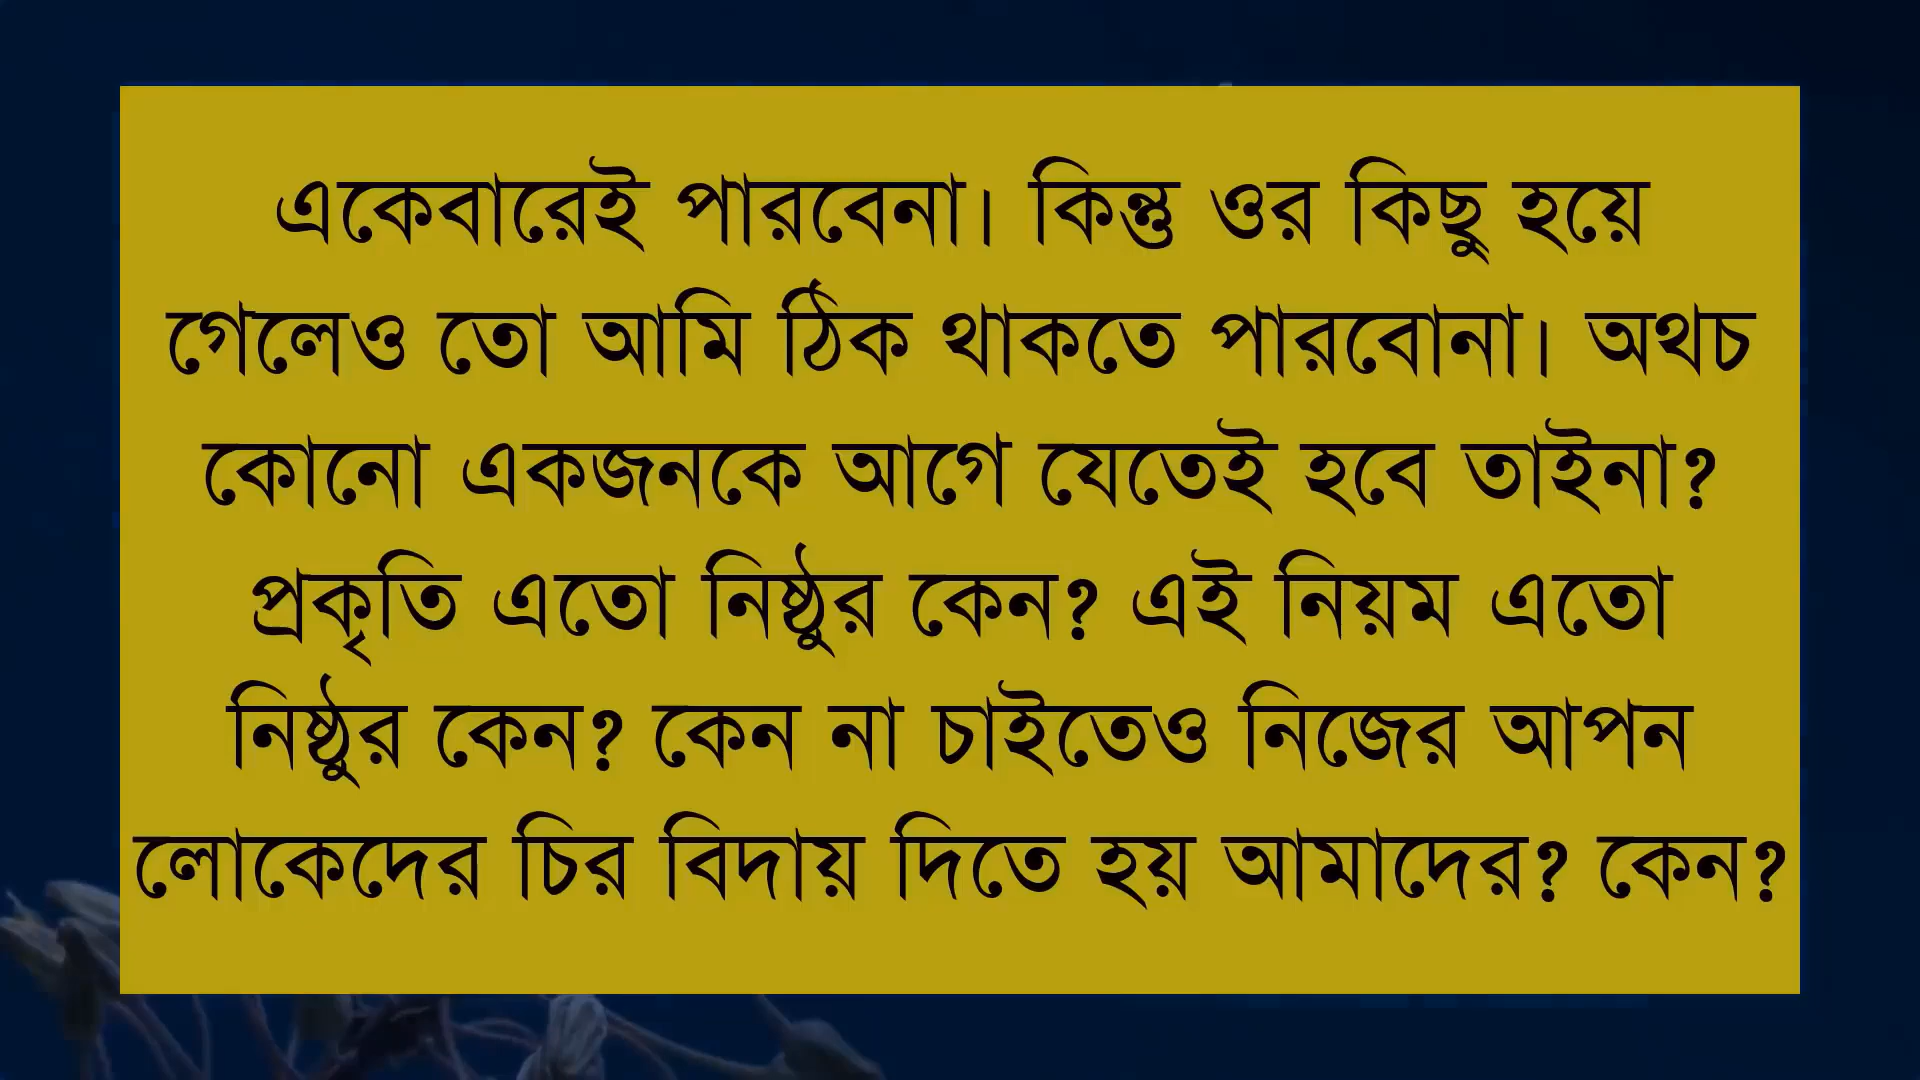 একেবারেই পারবেনা। কিন্তু ওর কিছু হয়ে
গেলেও তো আমি ঠিক থাকতে পারবোনা। অথচ
কোনো একজনকে আগে যেতেই হবে তাইনা?
প্রকৃতি এতো নিষ্ঠুর কেন? এই নিয়ম এতো
নিষ্ঠুর কেন? কেন না চাইতেও নিজের আপন
লোকেদের চির বিদায় দিতে হয় আমাদের? কেন?